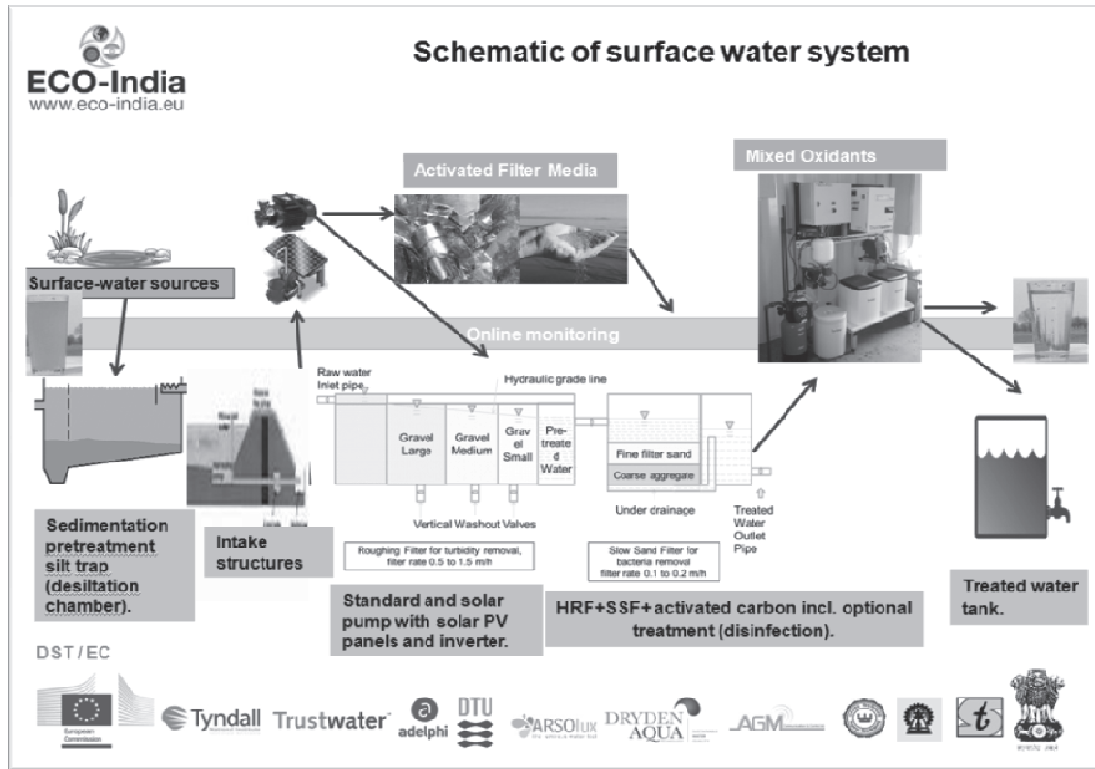 ECO-India
www.eco-india.eu
Schematic of surface water system
Activated Filter Media
Mixed Oxidants
Surface-water sources
Online monitoring
Raw water
Inlet pipe
Hydraulic grade line
Gravel
Large
Gravel
Medium
Grav
el
Small
Pre-
treate
d
Water
Fine filter sand
Coarse aggregate
Vertical Washout Valves
Under drainage
Treated
Water
Outlet
Pipe
Roughing Filter for turbidity removal,
filter rate 0.5 to 1.5 m/h
Slow Sand Filter for
bacteria removal
filter rate 0.1 to 0.2 m/h
Sedimentation
pretreatment
silt trap
(desiltation
chamber).
Intake
structures
Standard and solar
pump with solar PV
panels and inverter.
HRF+SSF+ activated carbon incl. optional
treatment (disinfection).
Treated water
tank.
DST / EC
European
Commission
Tyndall
Trustwater
adelphi
DTU
ARSOlux
DRYDEN
AQUA
AGM